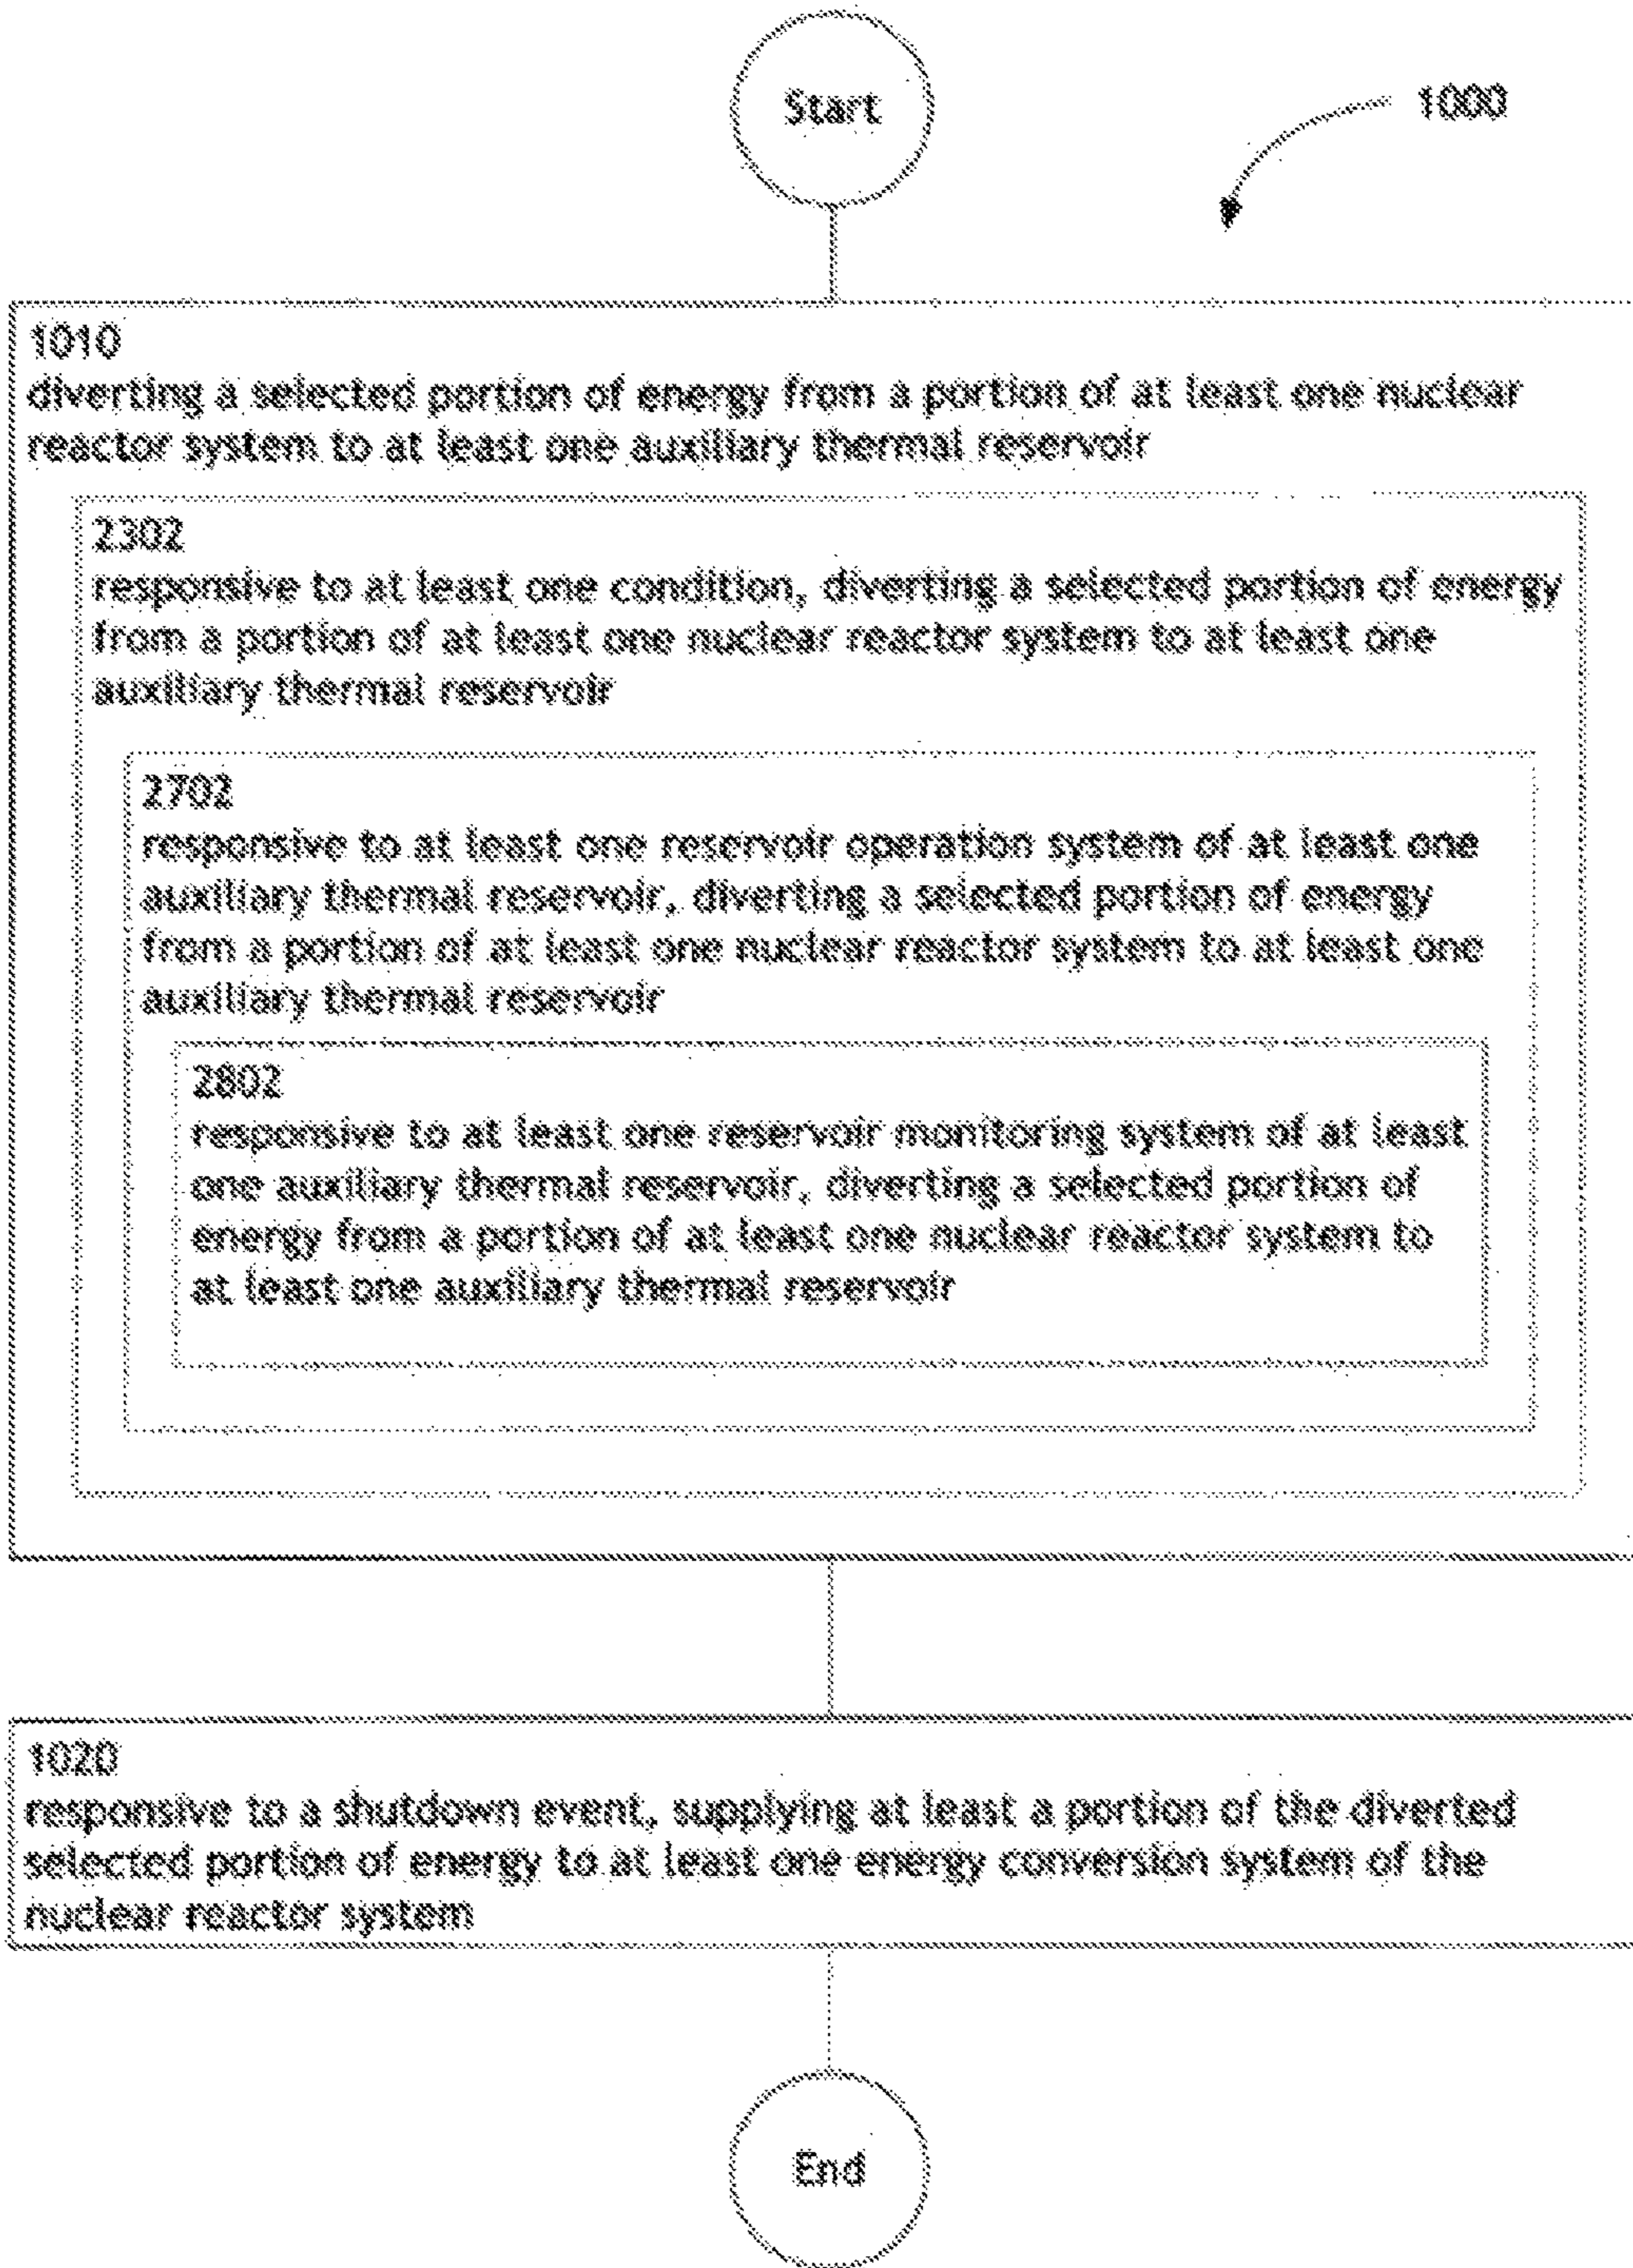 Start
1000
1010
diverting a selected portion of energy from a portion of at least one nuclear
reactor system to at least one auxiliary thermal reservoir
2302
responsive to at least one condition, diverting a selected portion of energy
from a portion of at least one nuclear reactor system to at least one
auxiliary thermal reservoir
2702
responsive to at least one reservoir operation system of at least one
auxiliary thermal reservoir, diverting a selected portion of energy
from a portion of at least one nuclear reactor system to at least one
auxiliary thermal reservoir
2802
responsive to at least one reservoir monitoring system of at least
one auxiliary thermal reservoir, diverting a selected portion of
energy from a portion of at least one nuclear reactor system to
at least one auxiliary thermal reservoir
1020
responsive to a shutdown event, supplying at least a portion of the diverted
selected portion of energy to at least one energy conversion system of the
nuclear reactor system
End